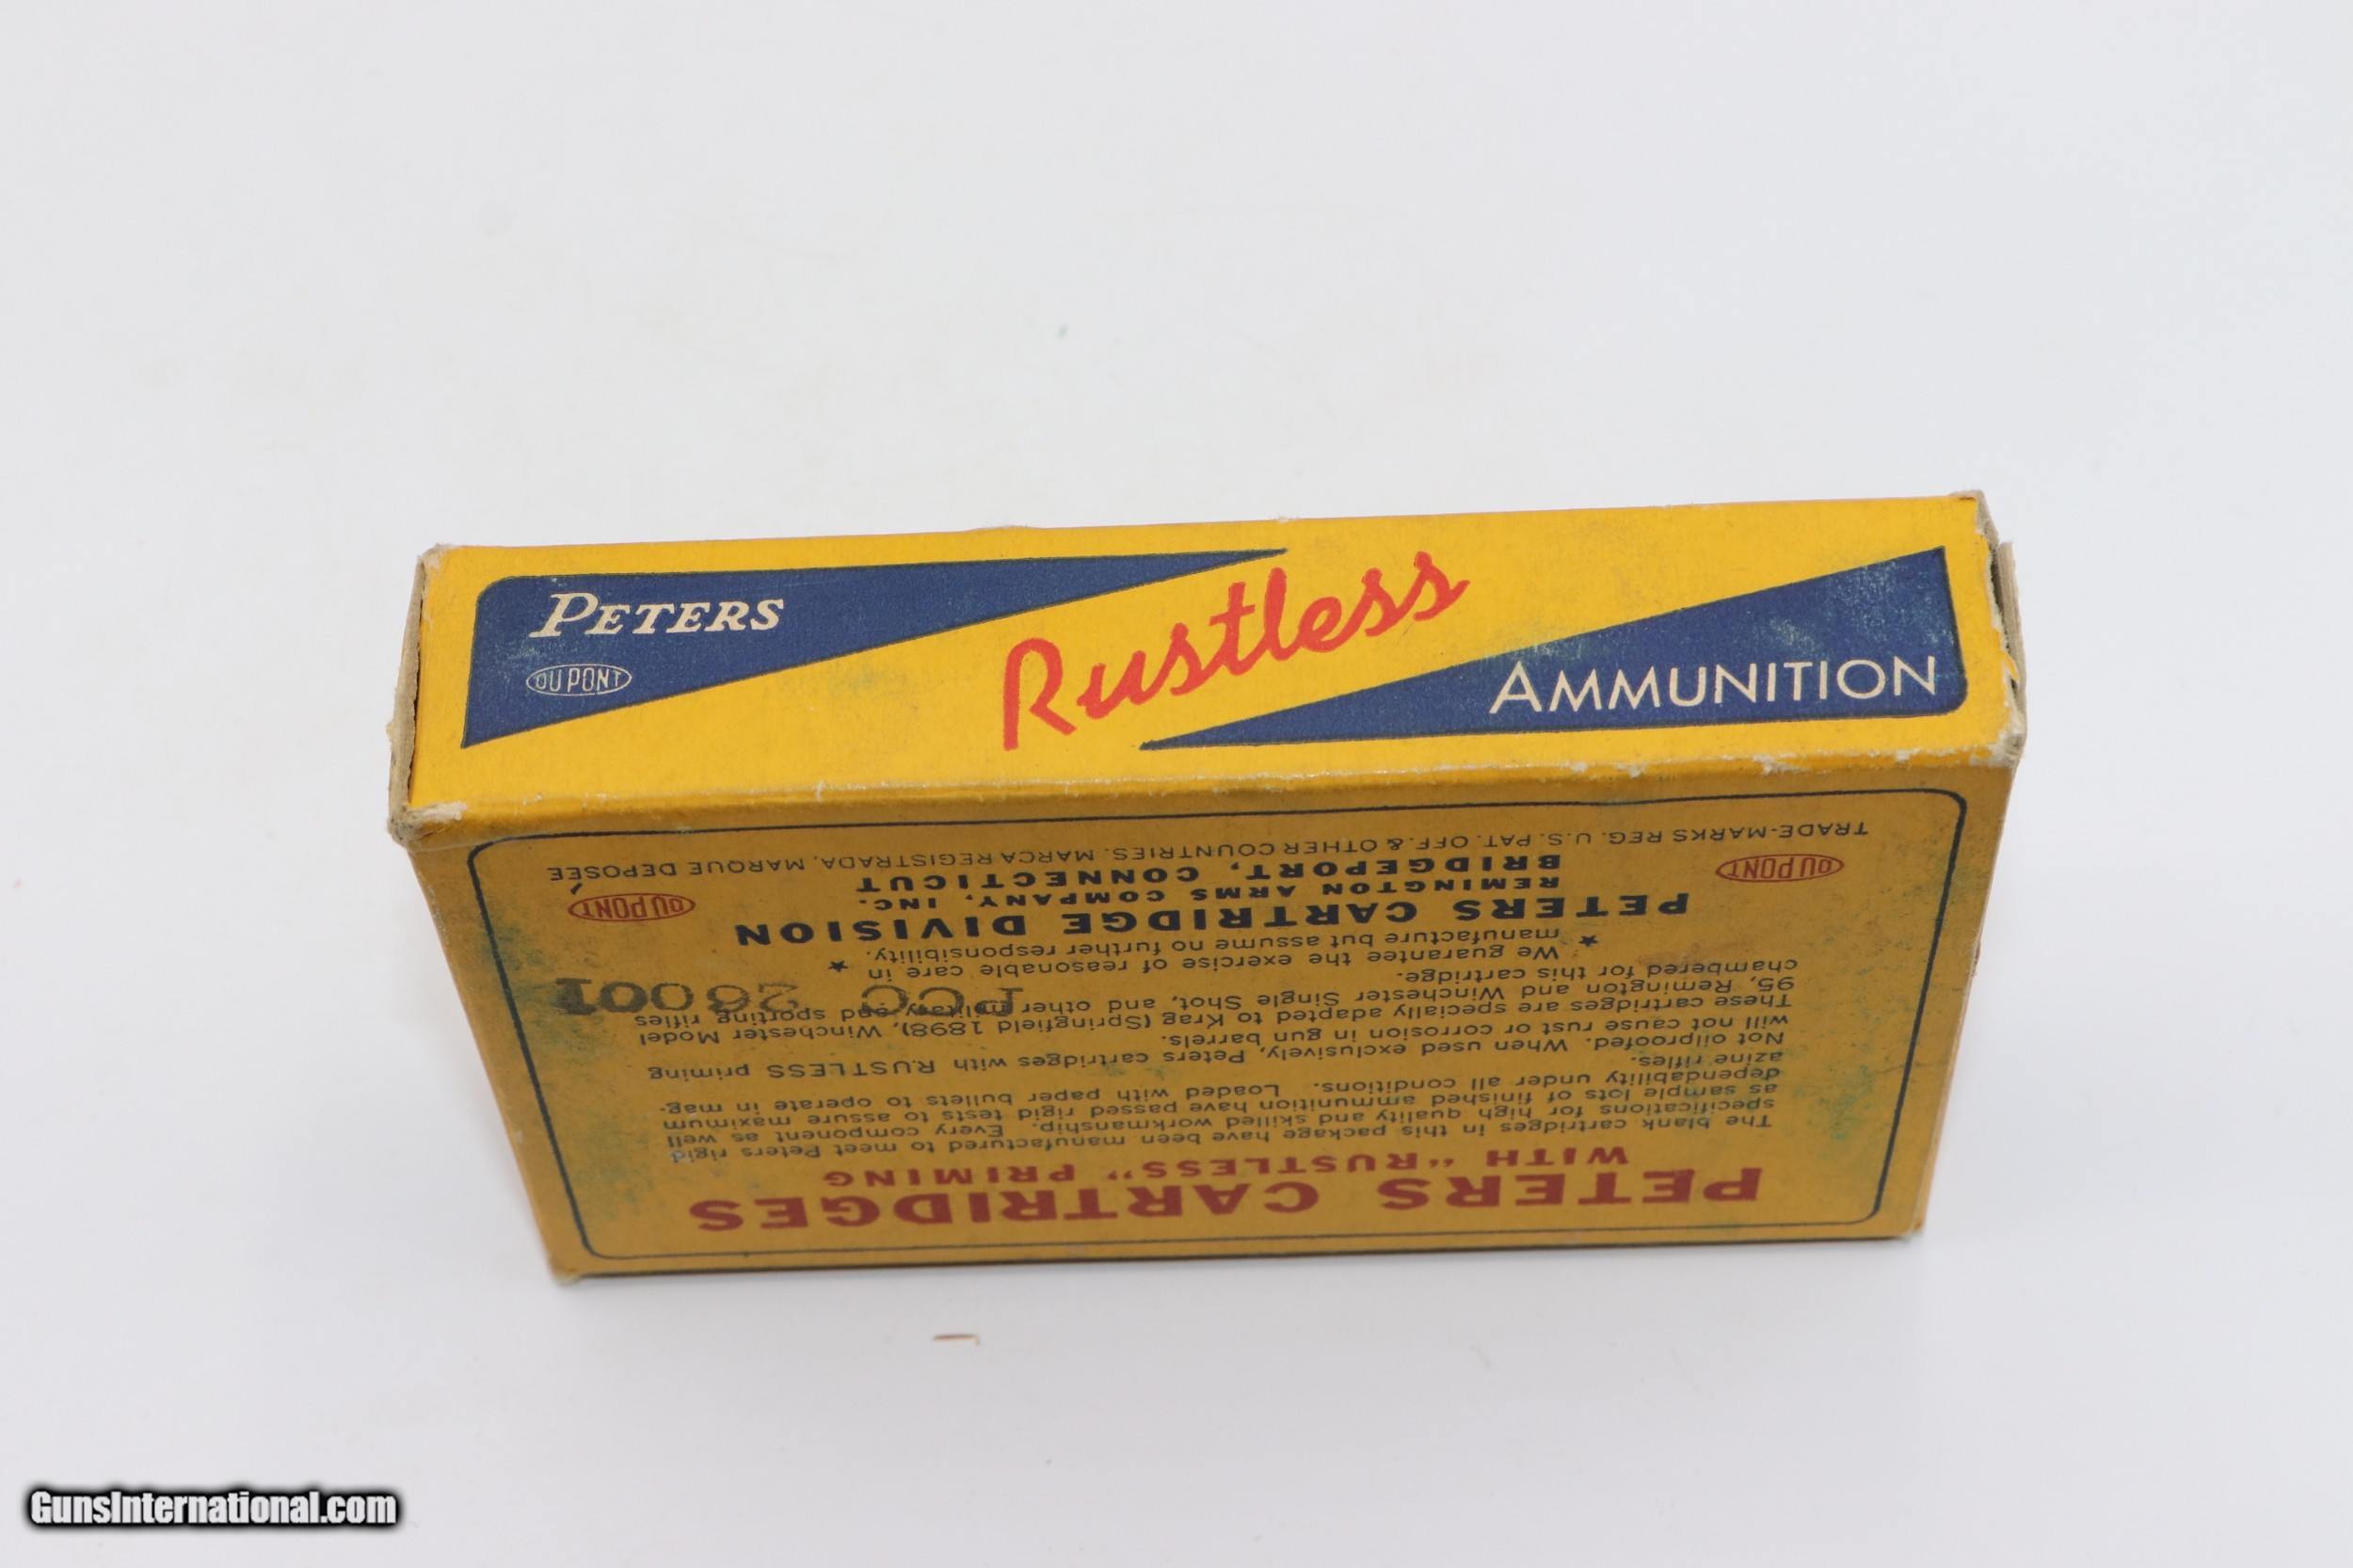 PETERS
DU PONT
Rustless
AMMUNITION
PETERS CARTRIDGES
WITH "RUSTLESS" PRIMING
The blank cartridges in this package have been manufactured to meet Peters rigid
specifications for high quality and skilled workmanship. Every component as well
as sample lots of finished ammunition have passed rigid tests to assure maximum
dependability under all conditions. Loaded with paper bullets to operate in mag-
azine rifles.
Not oilproofed. When used exclusively, Peters cartridges with RUSTLESS priming
will not cause rust or corrosion in gun barrels.
These cartridges are specially adapted to Krag (Springfield 1898), Winchester Model
95, Remington and Winchester Single Shot, and other military and sporting rifles
chambered for this cartridge.
PCC 26001
★ We guarantee the exercise of reasonable care in ★
manufacture but assume no further responsibility.
PETERS CARTRIDGE DIVISION
REMINGTON ARMS COMPANY, INC.
BRIDGEPORT, CONNECTICUT
DU PONT
DU PONT
TRADE-MARKS REG. U.S. PAT. OFF. & OTHER COUNTRIES. MARCA REGISTRADA. MARQUE DEPOSÉE
GunsInternational.com